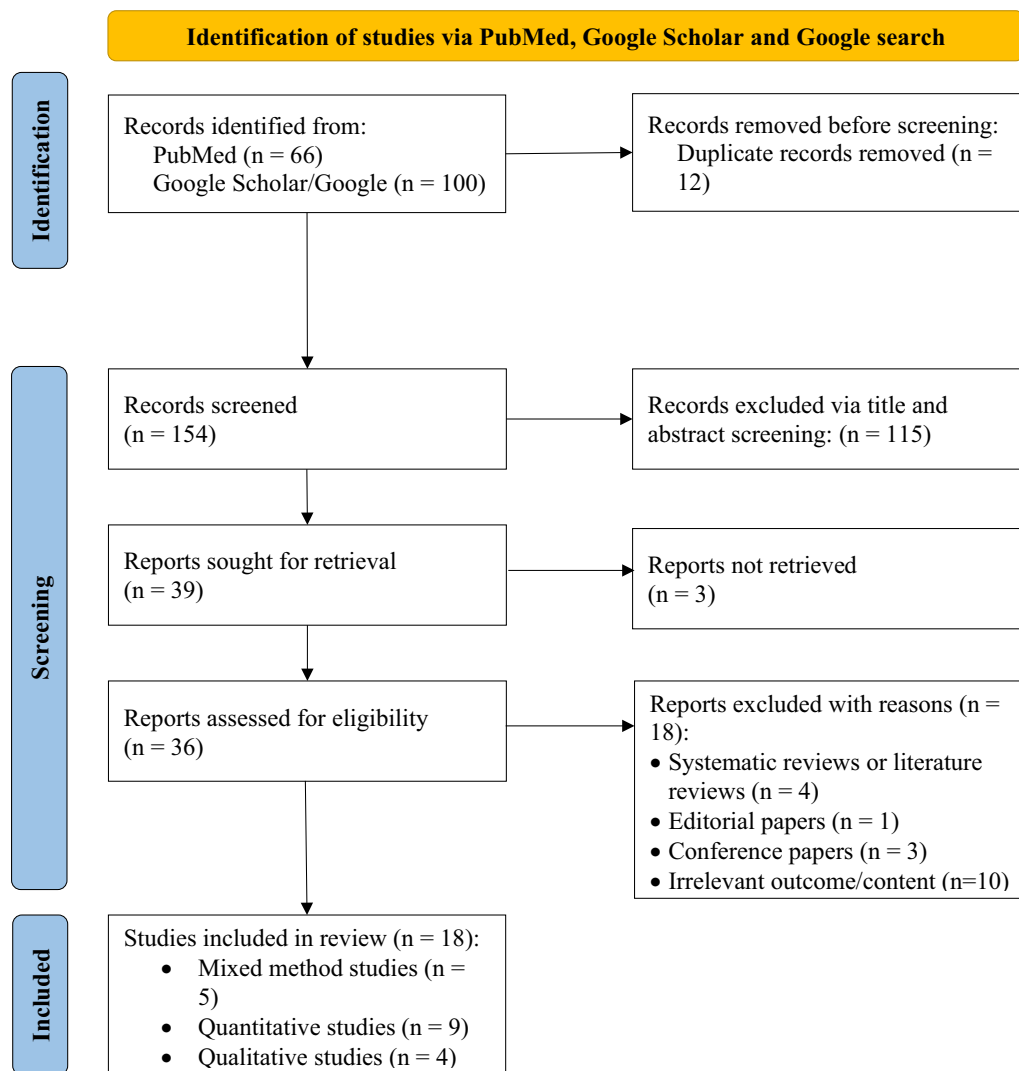 Identification of studies via PubMed, Google Scholar and Google search
Identification
Records identified from:
PubMed (n = 66)
Google Scholar/Google (n = 100)
Records removed before screening:
Duplicate records removed (n =
12)
Screening
Records screened
(n = 154)
Records excluded via title and
abstract screening: (n = 115)
Reports sought for retrieval
(n = 39)
Reports not retrieved
(n = 3)
Reports assessed for eligibility
(n = 36)
Reports excluded with reasons (n =
18):
• Systematic reviews or literature
reviews (n = 4)
• Editorial papers (n = 1)
• Conference papers (n = 3)
• Irrelevant outcome/content (n=10)
Included
Studies included in review (n = 18):
• Mixed method studies (n =
5)
• Quantitative studies (n = 9)
• Qualitative studies (n = 4)